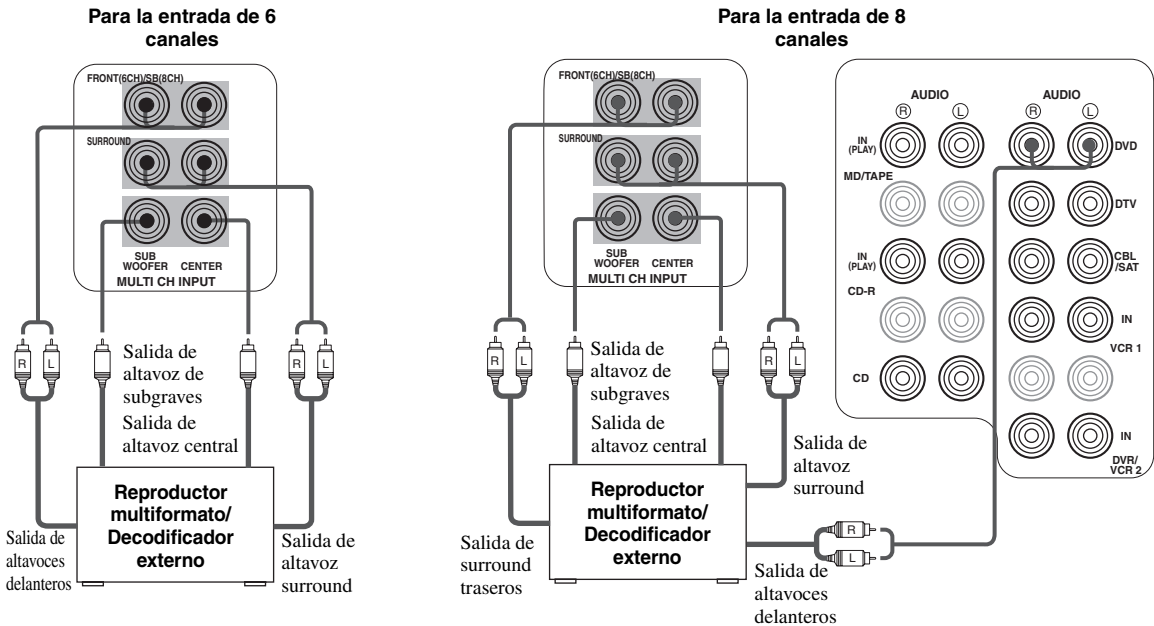 Para la entrada de 6
canales
FRONT(6CH)/SB(8CH)
SURROUND
SUB
WOOFER CENTER
MULTI CH INPUT
R L
R L
Salida de
altavoz de
subgraves
Salida de
altavoz central
Reproductor
multiformato/
Decodificador
externo
Salida de
altavoces
delanteros
Salida de
altavoz
surround
Para la entrada de 8
canales
FRONT(6CH)/SB(8CH)
SURROUND
SUB
WOOFER CENTER
MULTI CH INPUT
R L
R L
Salida de
altavoz de
subgraves
Salida de
altavoz central
Salida de
altavoz
surround
Reproductor
multiformato/
Decodificador
externo
Salida de
surround
traseros
R
L
Salida de
altavoces
delanteros
AUDIO AUDIO
R L R L
IN
(PLAY)
DVD
MD/TAPE
DTV
IN
(PLAY)
CBL
/SAT
CD-R
IN
VCR 1
CD
IN
DVR/
VCR 2